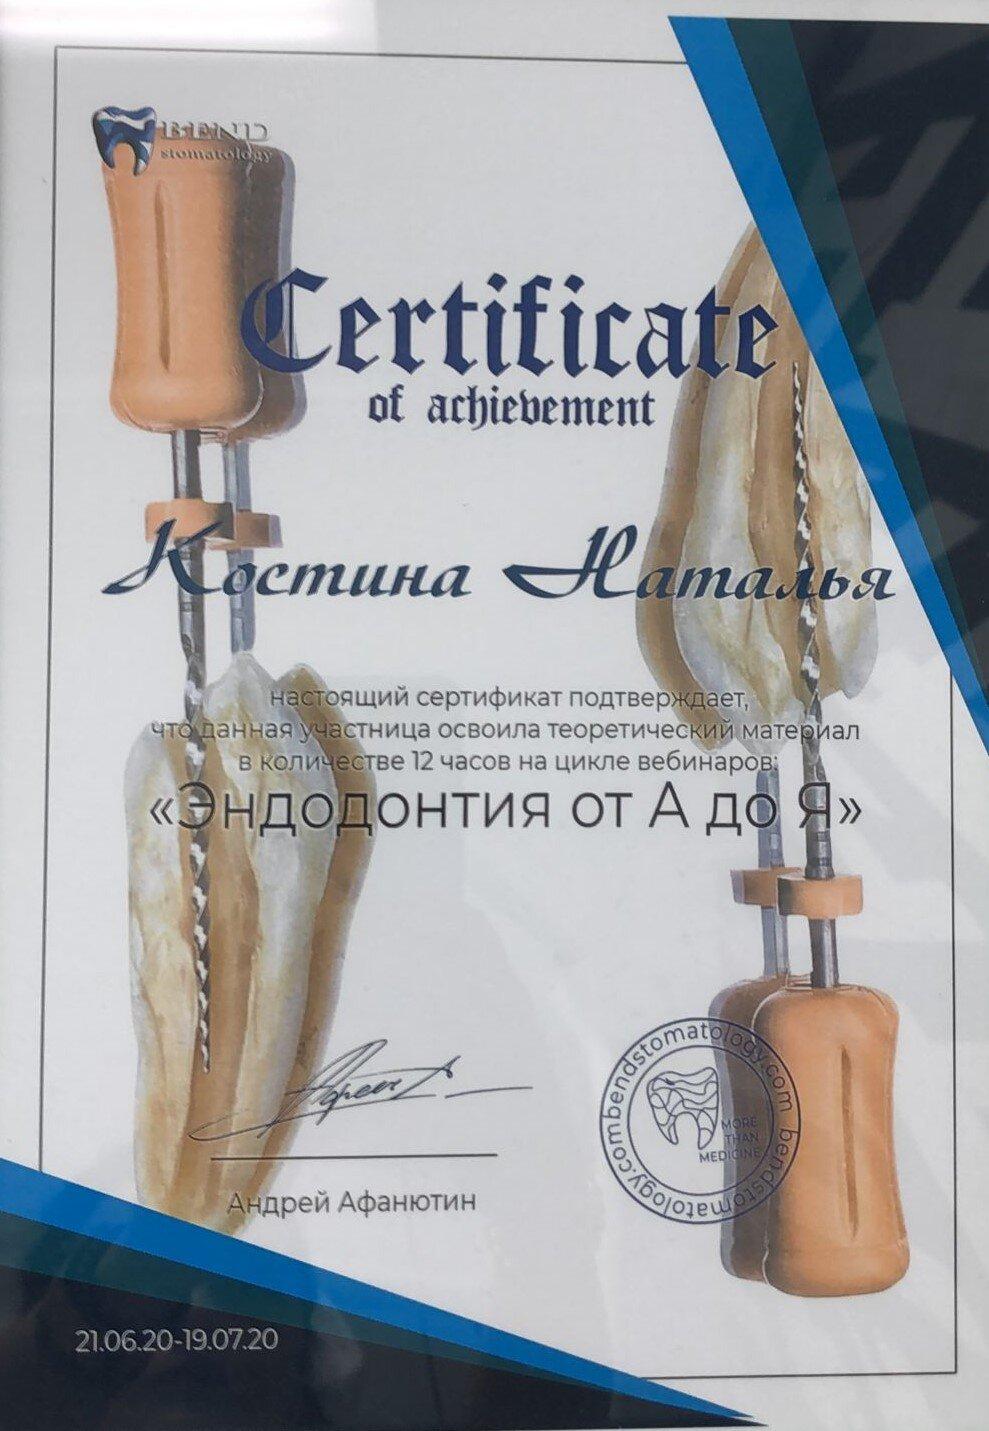 BEND
stomatology
Certificate
of achievement
Костина Наталья
настоящий сертификат подтверждает,
что данная участница освоила теоретический материал
в количестве 12 часов на цикле вебинаров:
«Эндодонтия от А до Я»
bendstomatology.com bendstomatology.com
MORE
THAN
MEDICINE
Андрей Афанютин
21.06.20-19.07.20